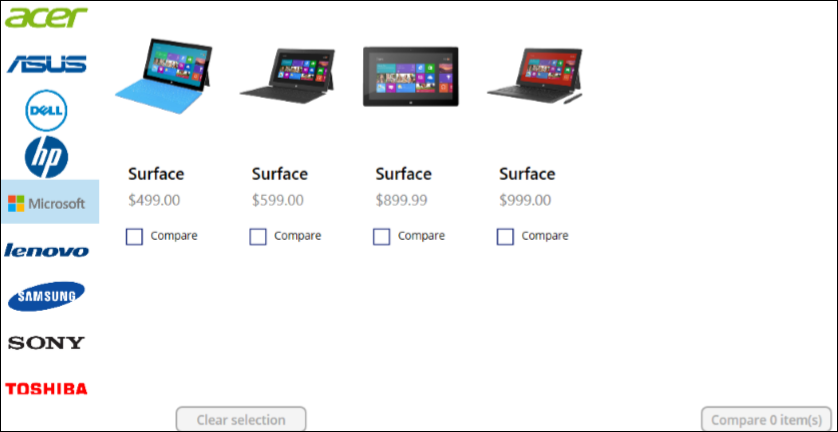 acer
ASUS
DELL
hp
Microsoft
lenovo
SAMSUNG
SONY
TOSHIBA
Surface
$499.00
Compare
Surface
$599.00
Compare
Surface
$899.99
Compare
Surface
$999.00
Compare
Clear selection
Compare 0 item(s)